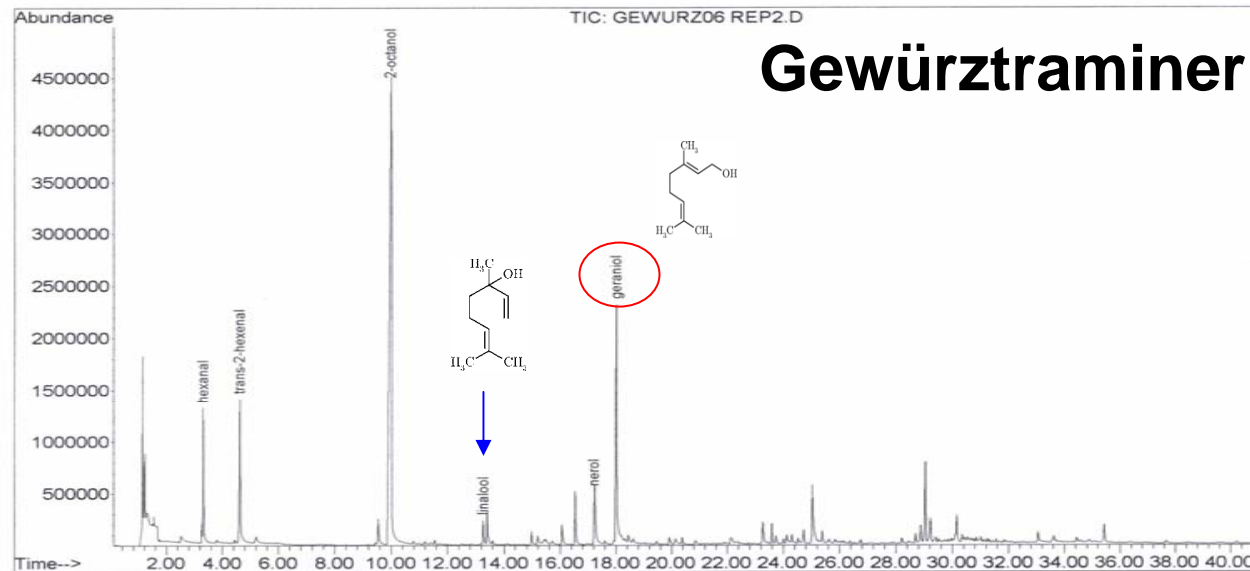 Abundance
TIC: GEWURZ06 REP2.D
Gewürztraminer
2-octanol
4500000
4000000
3500000
3000000
2500000
2000000
1500000
1000000
500000
CH₃
OH
H₃C
CH₃
geraniol
H₃C
OH
H₃C
CH₃
hexanal
trans-2-hexenal
linalool
nerol
Time-->
2.00 4.00 6.00 8.00 10.00 12.00 14.00 16.00 18.00 20.00 22.00 24.00 26.00 28.00 30.00 32.00 34.00 36.00 38.00 40.00